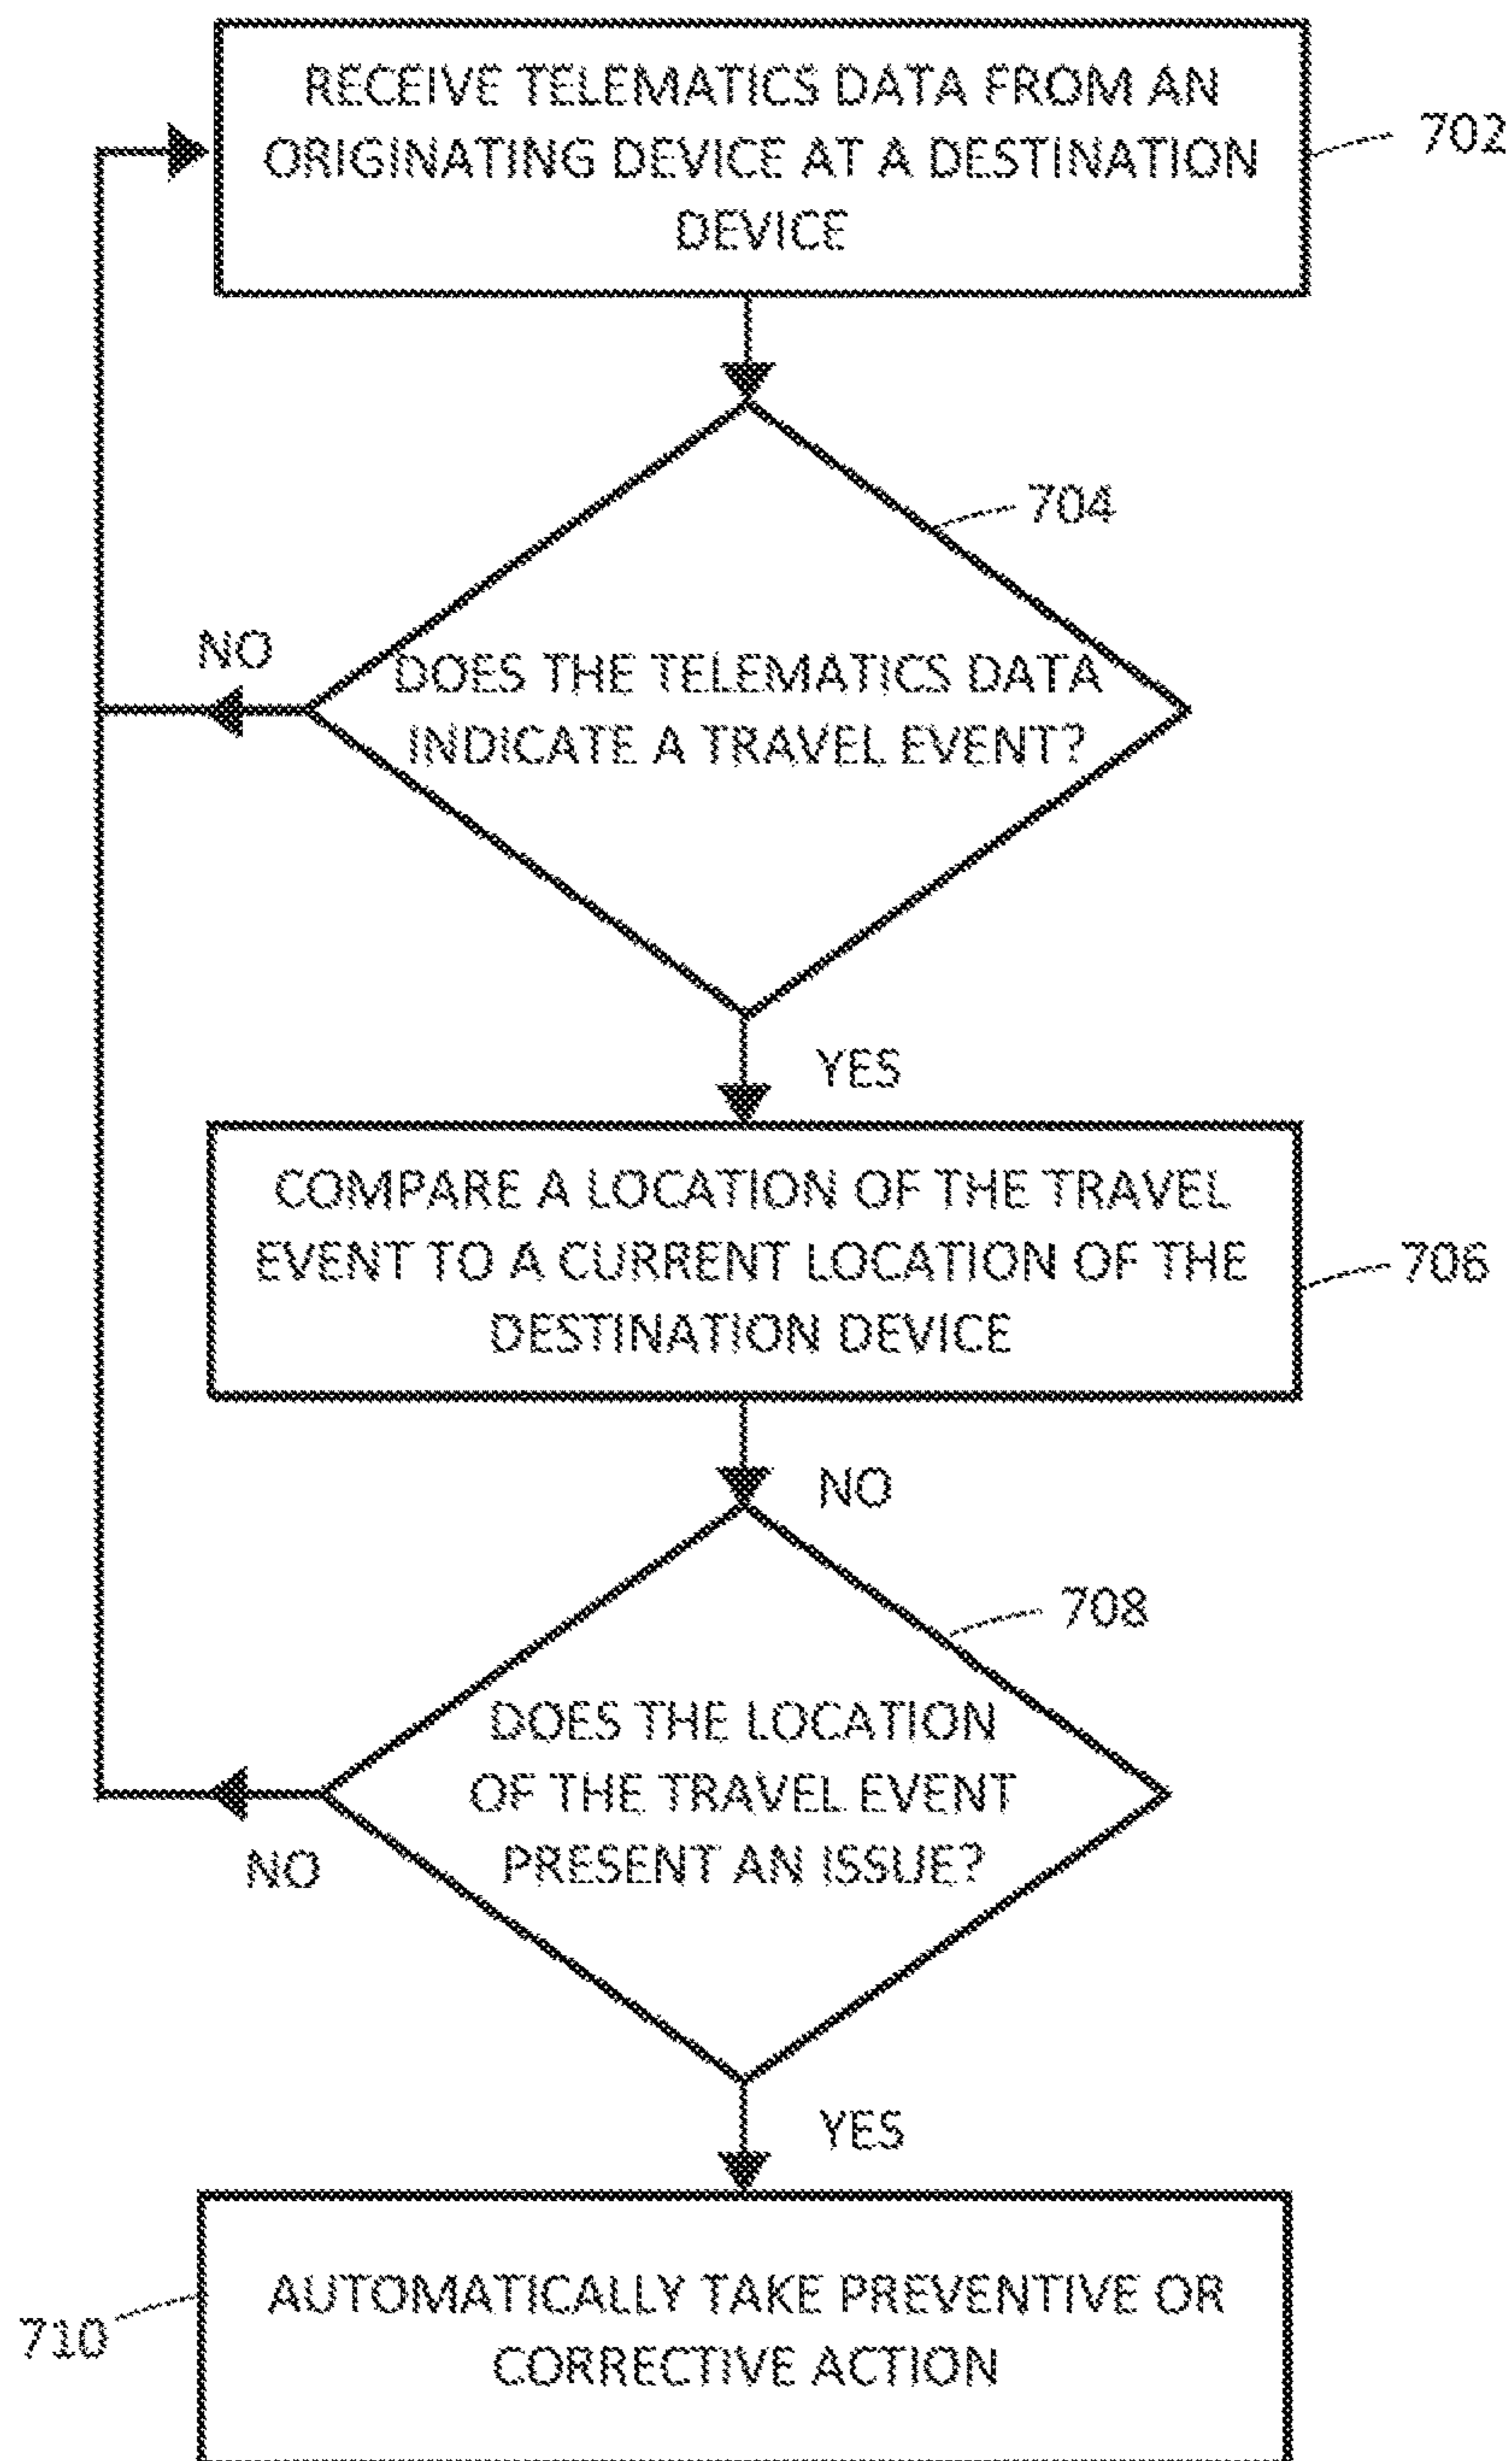 RECEIVE TELEMATICS DATA FROM AN
ORIGINATING DEVICE AT A DESTINATION
DEVICE
702
704
NO
DOES THE TELEMATICS DATA
INDICATE A TRAVEL EVENT?
YES
COMPARE A LOCATION OF THE TRAVEL
EVENT TO A CURRENT LOCATION OF THE
DESTINATION DEVICE
706
NO
708
DOES THE LOCATION
OF THE TRAVEL EVENT
PRESENT AN ISSUE?
NO
YES
AUTOMATICALLY TAKE PREVENTIVE OR
CORRECTIVE ACTION
710